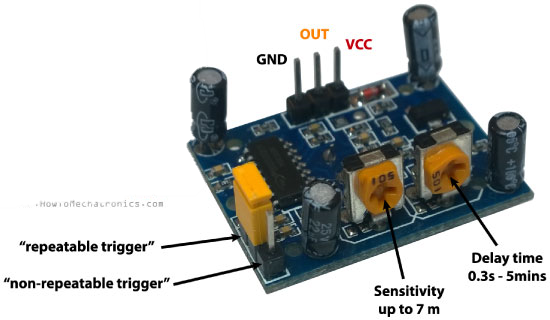 OUT
VCC
GND
HowToMechatronics.com
105
105
“repeatable trigger”
“non-repeatable trigger”
Sensitivity
up to 7 m
Delay time
0.3s - 5mins